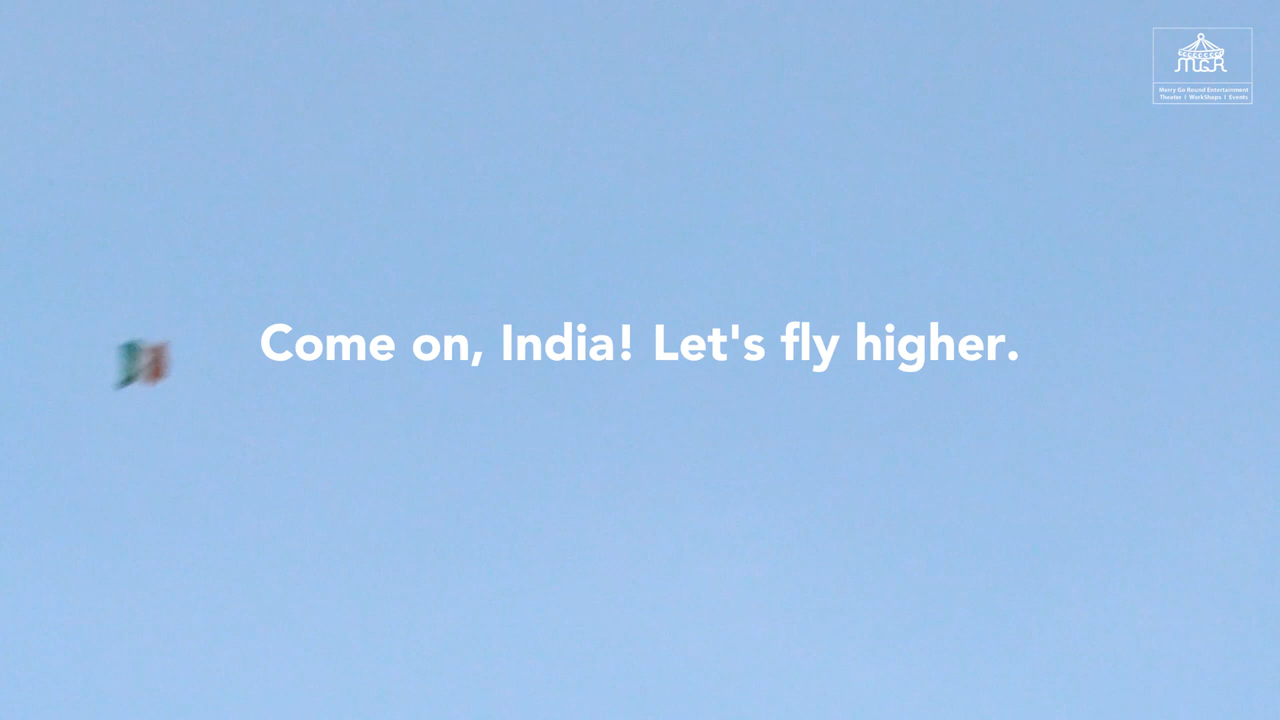 MGR
Merry Go Round Entertainment
Theater | WorkShops | Events
Come on, India! Let's fly higher.